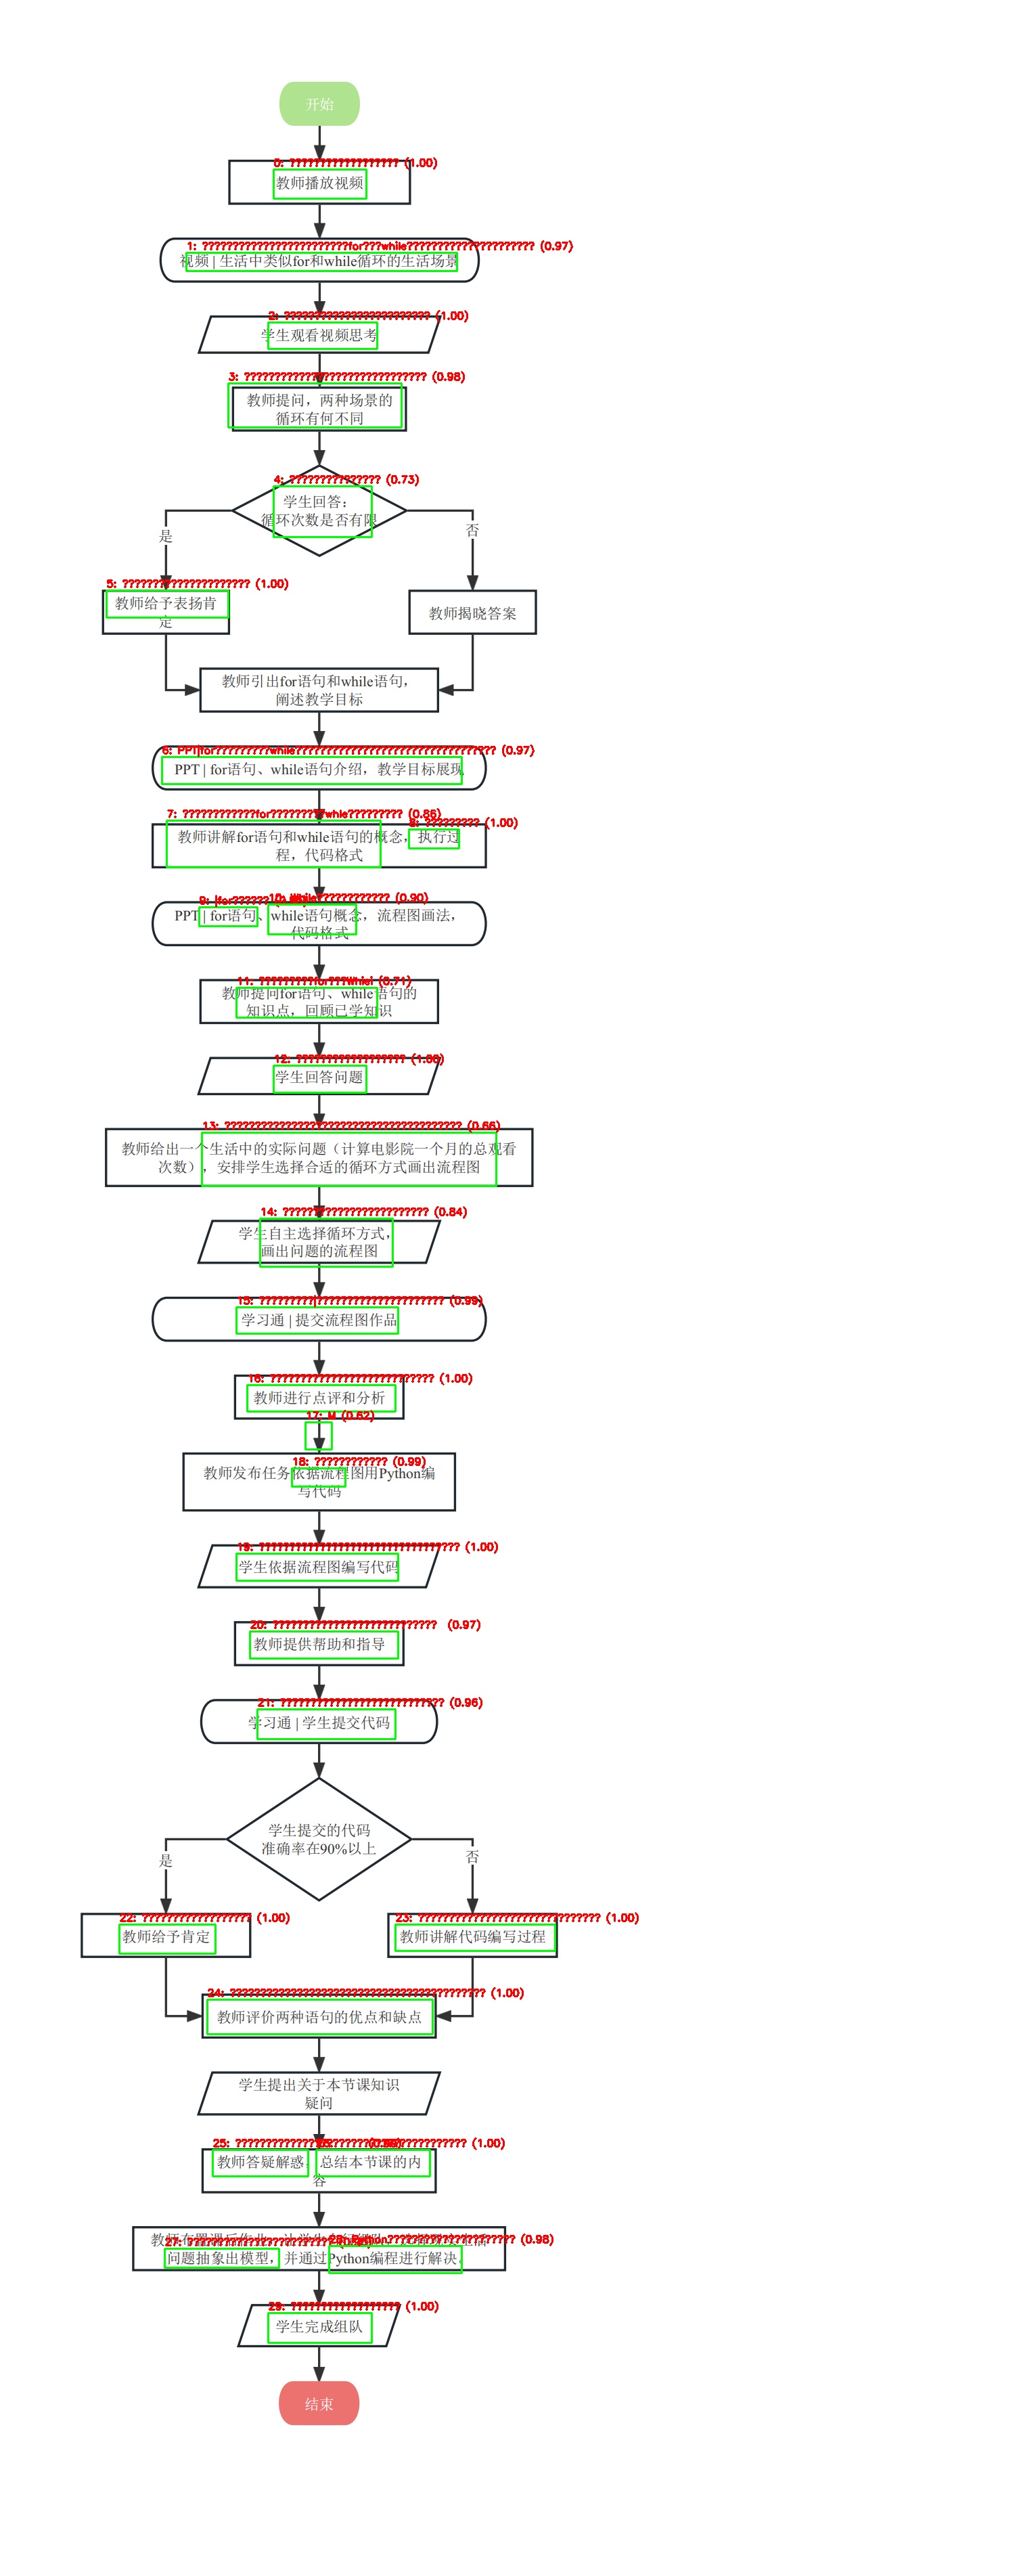 开始
0: ?????????????????? (1.00)
教师播放视频
1: ????????????????????????for???while????????????????????? (0.97)
视频 | 生活中类似for和while循环的生活场景
2: ???????????????????????? (1.00)
学生观看视频思考
3: ?????????????????????????????? (0.98)
教师提问，两种场景的
循环有何不同
4: ??????????????? (0.73)
学生回答：
循环次数是否有限
是
否
5: ????????????????????? (1.00)
教师给予表扬肯
定
教师揭晓答案
教师引出for语句和while语句，
阐述教学目标
6: PPT|for?????????while????????????????????????????????? (0.97)
PPT | for语句、while语句介绍，教学目标展现
7: ????????????for?????????while????????? (0.86)
8: ????????? (1.00)
教师讲解for语句和while语句的概念，执行过
程，代码格式
9: |for??????
10: While???????????? (0.90)
PPT | for语句、while语句概念，流程图画法，
代码格式
11: ?????????for???Whilei (0.71)
教师提问for语句、while语句的
知识点，回顾已学知识
12: ?????????????????? (1.00)
学生回答问题
13: ??????????????????????????????????????? (0.66)
教师给出一个生活中的实际问题（计算电影院一个月的总观看
次数），安排学生选择合适的循环方式画出流程图
14: ???????????????????????? (0.84)
学生自主选择循环方式，
画出问题的流程图
15: ?????????|????????????????????? (0.99)
学习通 | 提交流程图作品
16: ??????????????????????????? (1.00)
教师进行点评和分析
17: M (0.62)
18: ???????????? (0.99)
教师发布任务依据流程图用Python编
写代码
19: ????????????????????????????????? (1.00)
学生依据流程图编写代码
20: ??????????????????????????? (0.97)
教师提供帮助和指导
21: ??????????????????????????? (0.96)
学习通 | 学生提交代码
学生提交的代码
准确率在90%以上
是
否
22: ?????????????????? (1.00)
23: ?????????????????????????????? (1.00)
教师给予肯定
教师讲解代码编写过程
24: ?????????????????????????????????????????? (1.00)
教师评价两种语句的优点和缺点
学生提出关于本节课知识
疑问
25: ?????????????????????????????????????? (1.00)
教师答疑解惑，总结本节课的内
容
28: Python????????????????????? (0.98)
问题抽象出模型，并通过Python编程进行解决。
29: ?????????????????? (1.00)
学生完成组队
结束